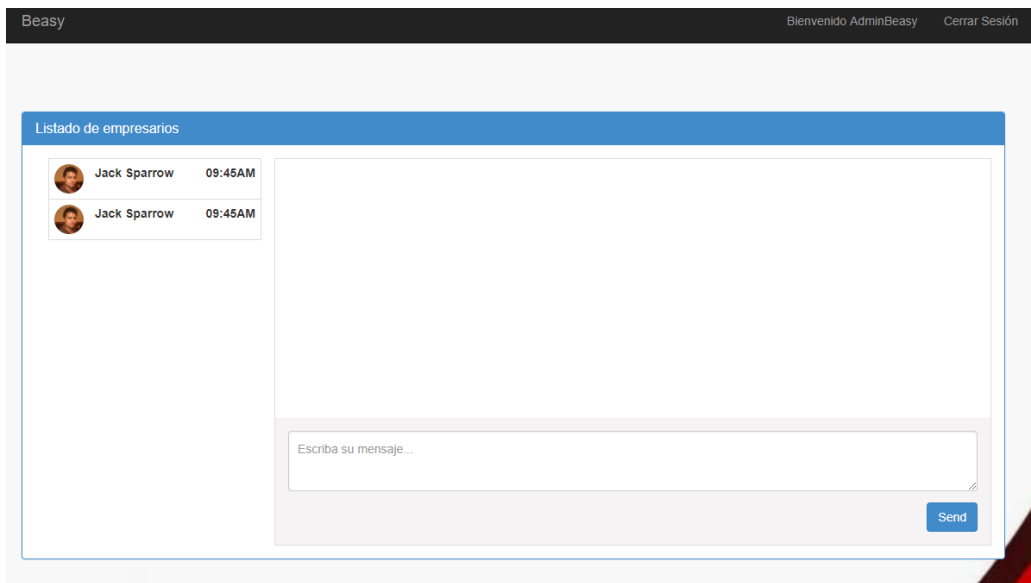 Beasy Bienvenido AdminBeasy Cerrar Sesión
Listado de empresarios
Jack Sparrow 09:45AM
Jack Sparrow 09:45AM
Escriba su mensaje...
Send